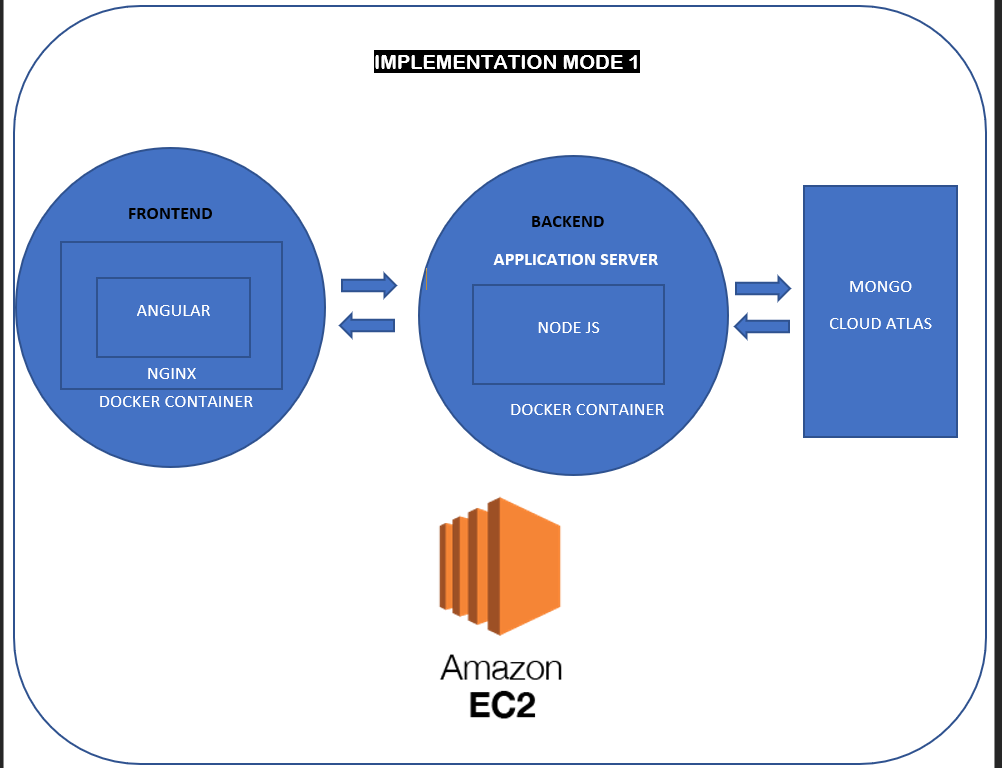 IMPLEMENTATION MODE 1
FRONTEND
ANGULAR
NGINX
DOCKER CONTAINER
BACKEND
APPLICATION SERVER
NODE JS
DOCKER CONTAINER
MONGO
CLOUD ATLAS
Amazon
EC2